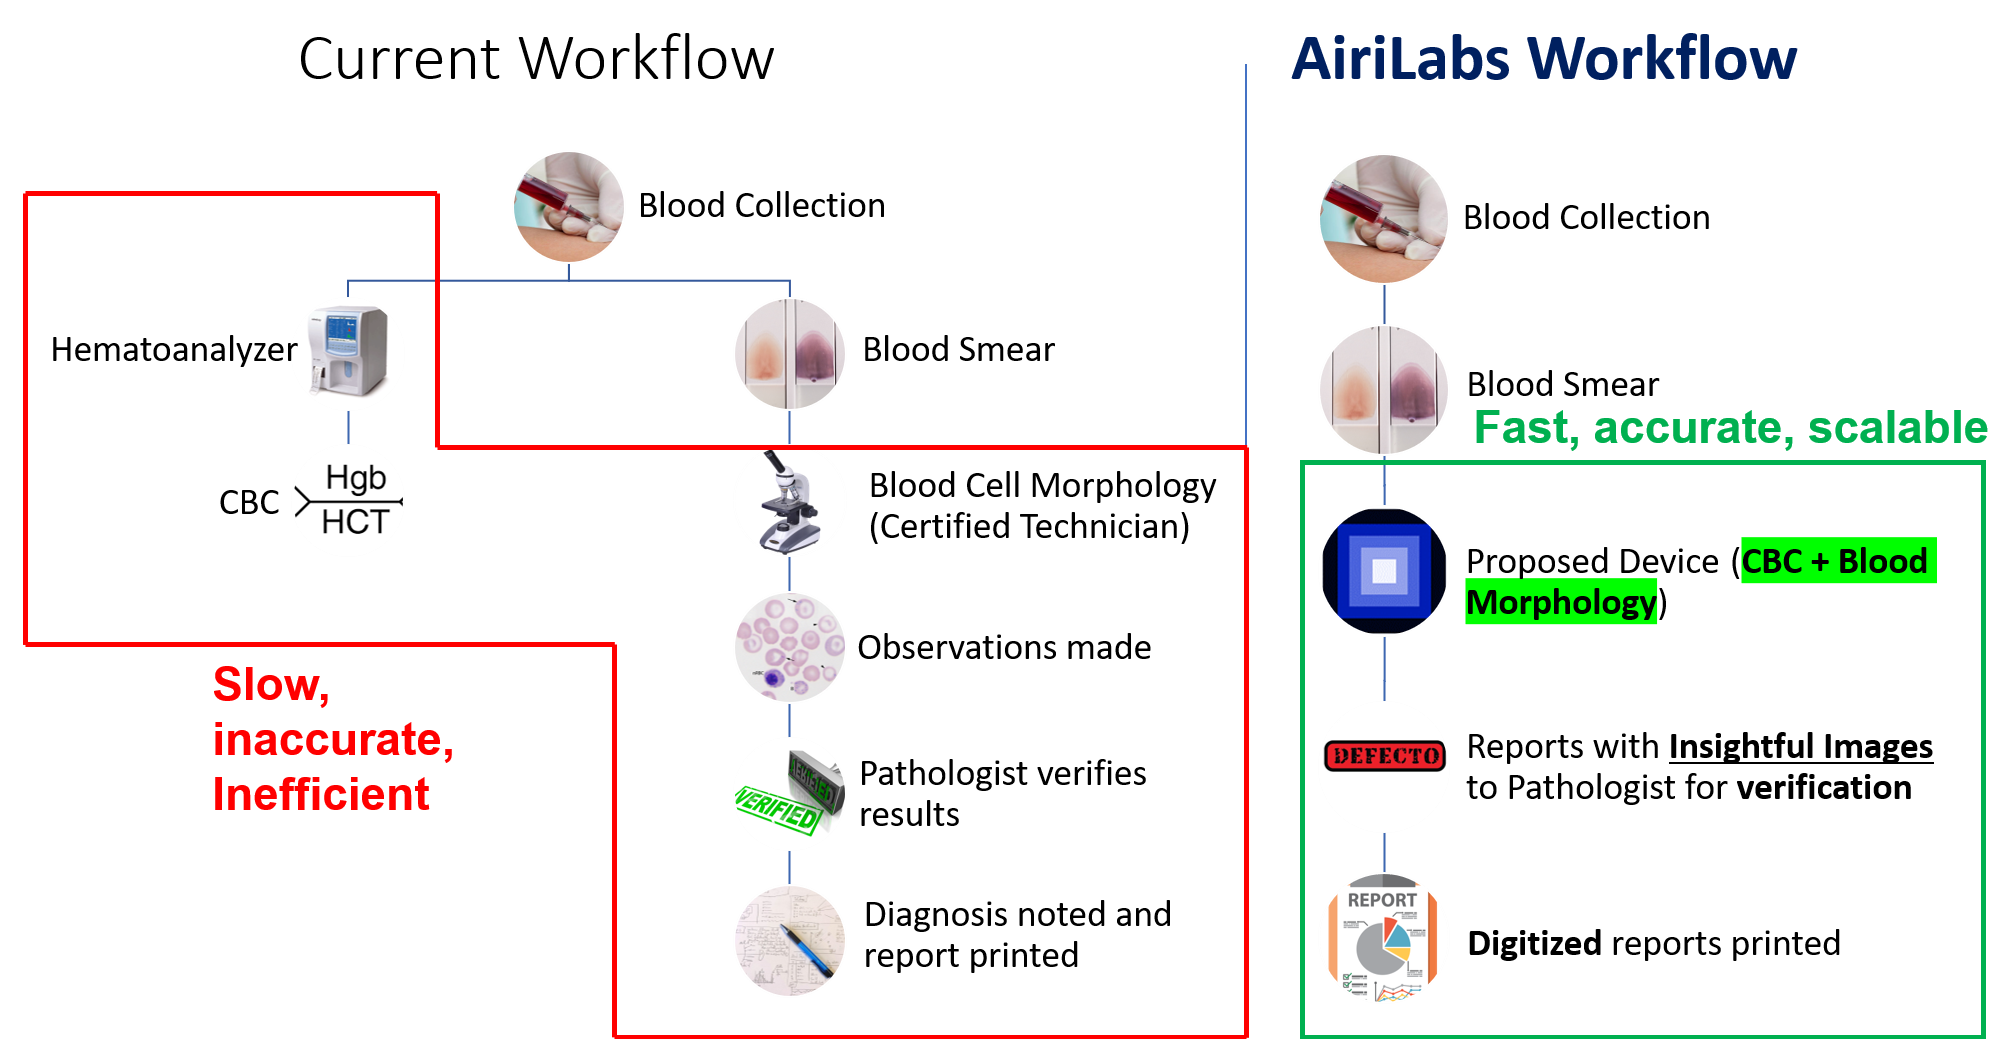 Current Workflow
Blood Collection
Hematoanalyzer
Blood Smear
CBC
Hgb
HCT
Blood Cell Morphology
(Certified Technician)
Observations made
Slow,
inaccurate,
Inefficient
VERIFIED
VERIFIED
Pathologist verifies
results
Diagnosis noted and
report printed
AiriLabs Workflow
Blood Collection
Blood Smear
Fast, accurate, scalable
Proposed Device (CBC + Blood
Morphology)
DEFECTO
Reports with Insightful Images
to Pathologist for verification
REPORT
Digitized reports printed